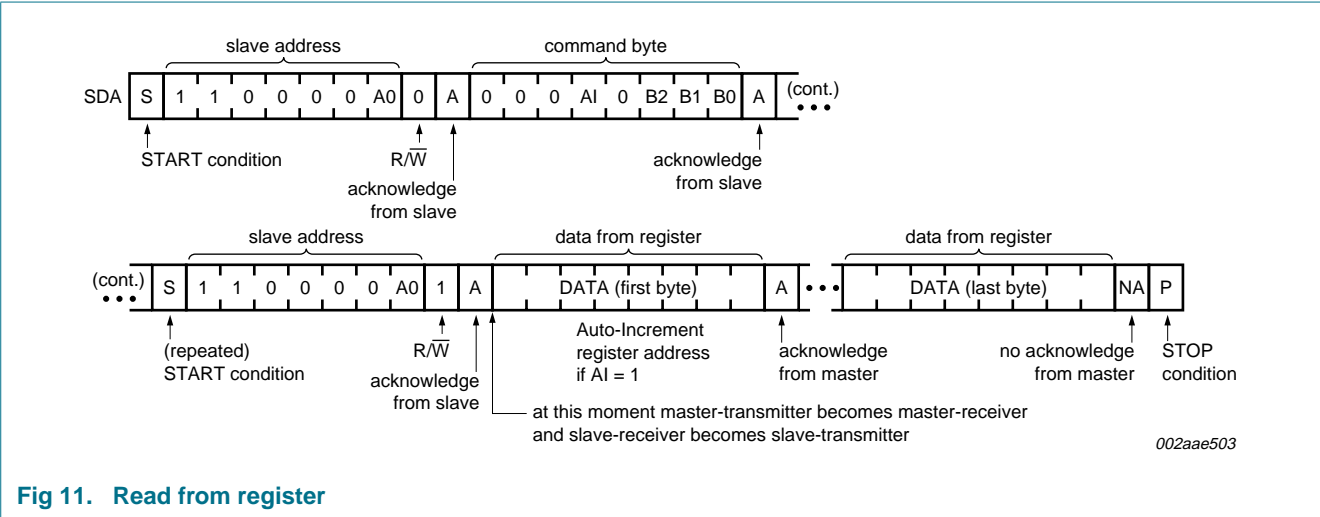 slave address command byte
SDA S 1 1 0 0 0 0 A0 0 A 0 0 0 AI 0 B2 B1 B0 A (cont.)
START condition R/W̅ acknowledge
acknowledge from slave
from slave
slave address data from register data from register
(cont.) S 1 1 0 0 0 0 A0 1 A DATA (first byte) A DATA (last byte) NA P
(repeated) R/W̅ Auto-Increment acknowledge no acknowledge STOP
START condition acknowledge register address from master from master condition
from slave if AI = 1
at this moment master-transmitter becomes master-receiver
and slave-receiver becomes slave-transmitter
002aae503
Fig 11. Read from register